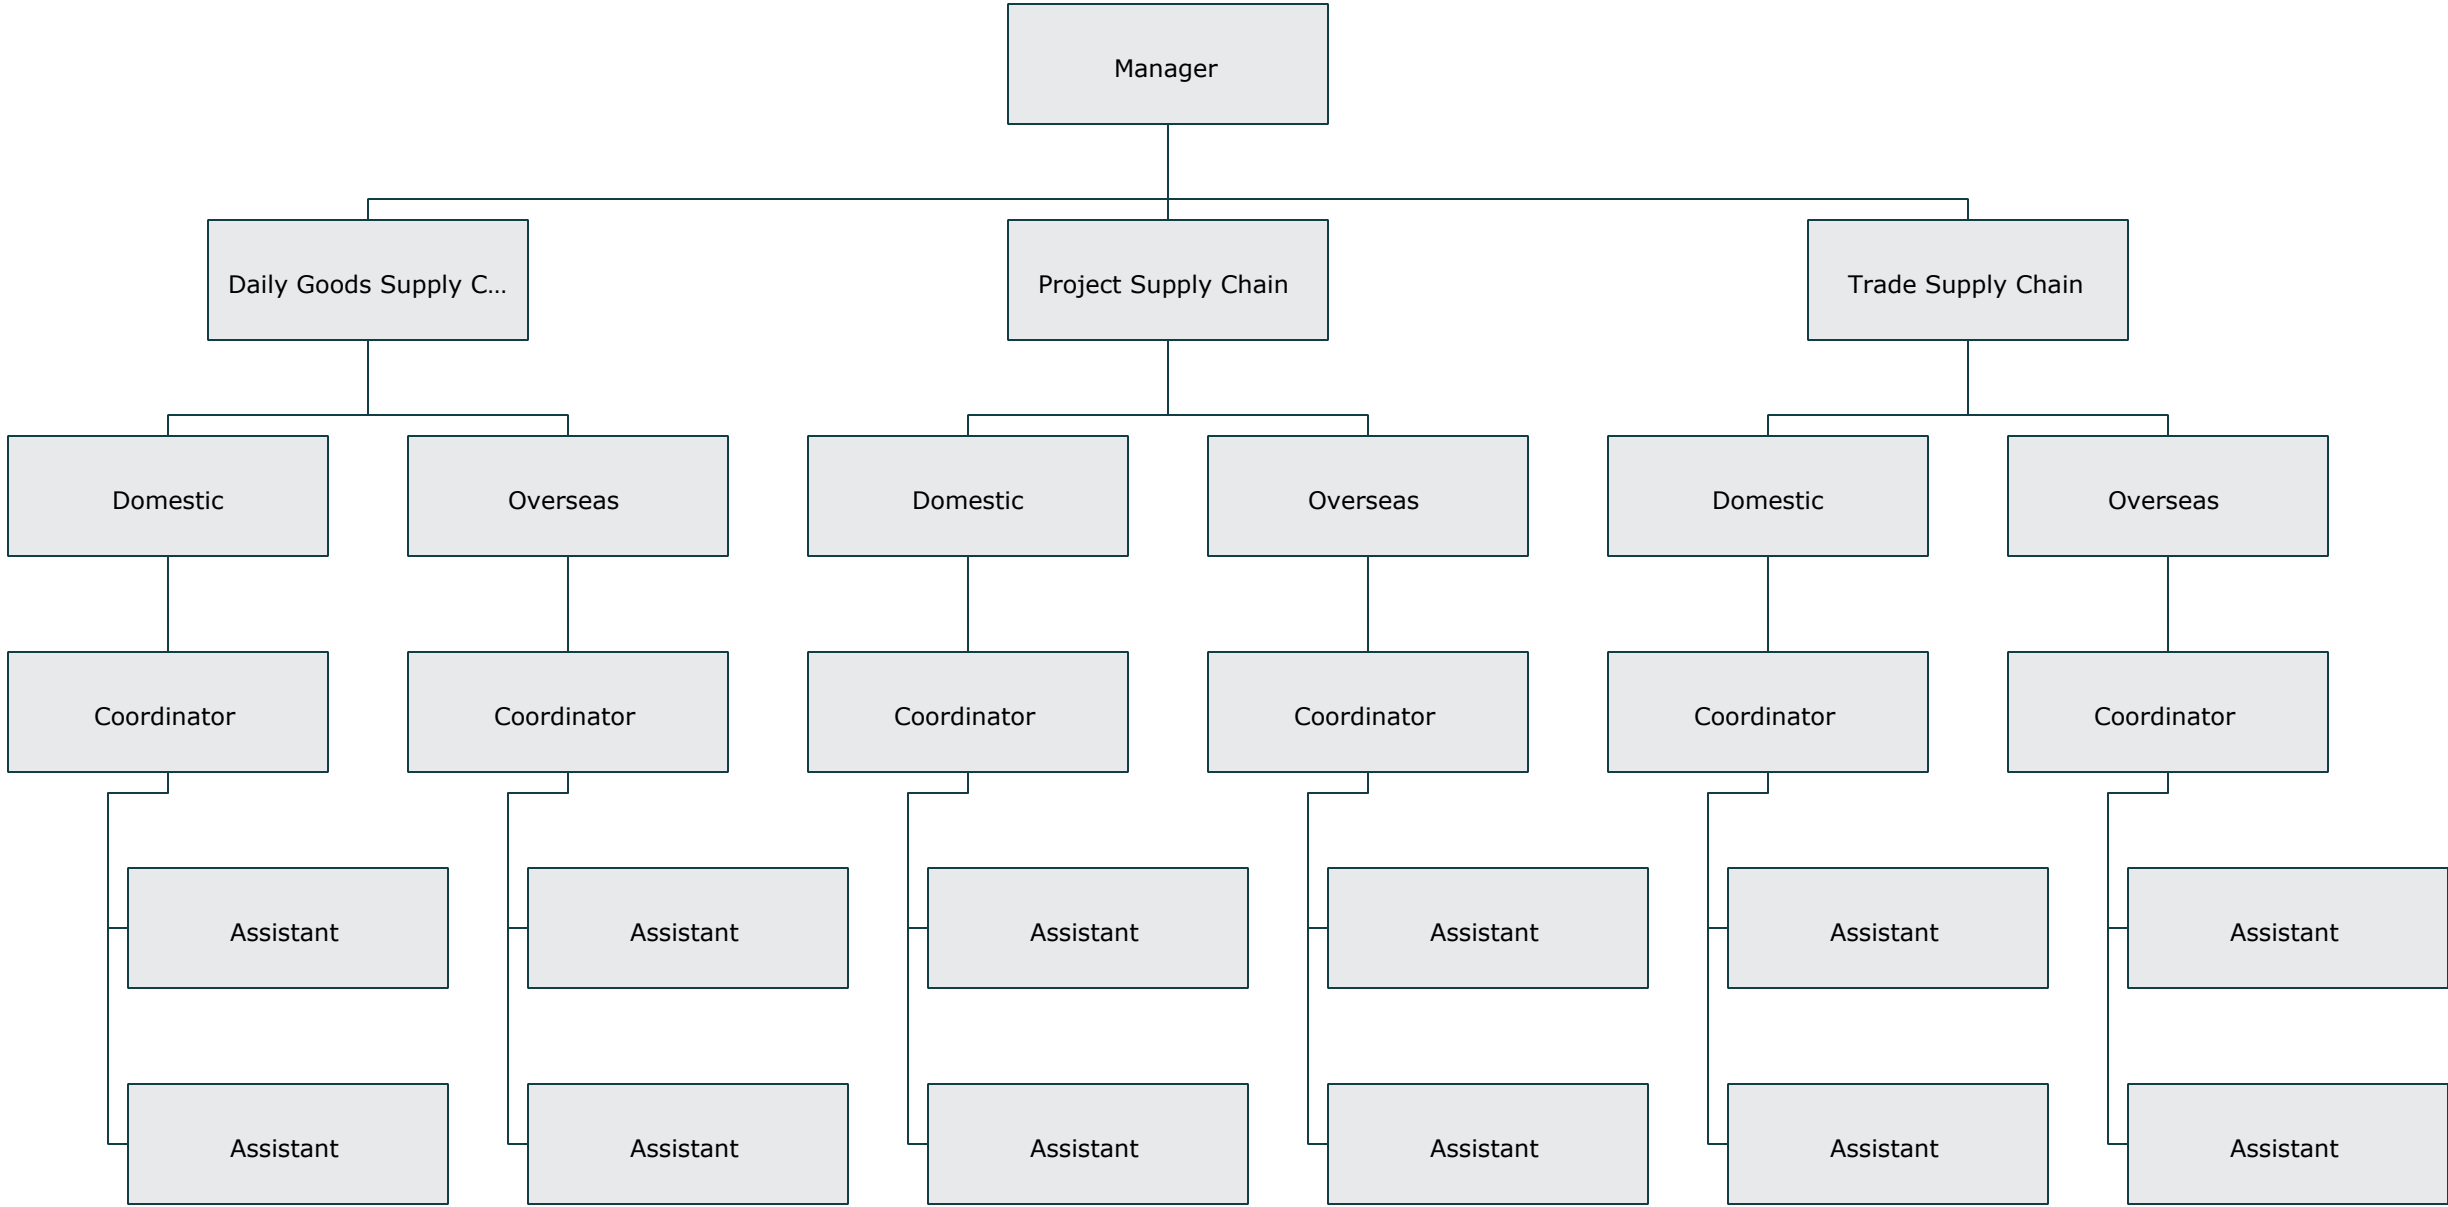 Manager
Daily Goods Supply C...
Project Supply Chain
Trade Supply Chain
Domestic
Overseas
Domestic
Overseas
Domestic
Overseas
Coordinator
Coordinator
Coordinator
Coordinator
Coordinator
Coordinator
Assistant
Assistant
Assistant
Assistant
Assistant
Assistant
Assistant
Assistant
Assistant
Assistant
Assistant
Assistant